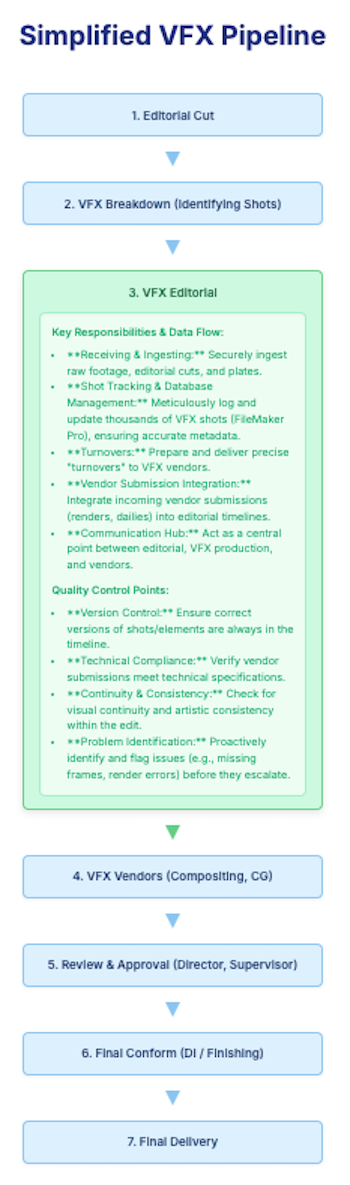 Simplified VFX Pipeline
1. Editorial Cut
2. VFX Breakdown (Identifying Shots)
3. VFX Editorial
Key Responsibilities & Data Flow:
• **Receiving & Ingesting:** Securely ingest
raw footage, editorial cuts, and plates.
• **Shot Tracking & Database
Management:** Meticulously log and
update thousands of VFX shots (FileMaker
Pro), ensuring accurate metadata.
• **Turnovers:** Prepare and deliver precise
"turnovers" to VFX vendors.
• **Vendor Submission Integration:**
Integrate incoming vendor submissions
(renders, dailies) into editorial timelines.
• **Communication Hub:** Act as a central
point between editorial, VFX production,
and vendors.
Quality Control Points:
• **Version Control:** Ensure correct
versions of shots/elements are always in the
timeline.
• **Technical Compliance:** Verify vendor
submissions meet technical specifications.
• **Continuity & Consistency:** Check for
visual continuity and artistic consistency
within the edit.
• **Problem Identification:** Proactively
identify and flag issues (e.g., missing
frames, render errors) before they escalate.
4. VFX Vendors (Compositing, CG)
5. Review & Approval (Director, Supervisor)
6. Final Conform (DI / Finishing)
7. Final Delivery